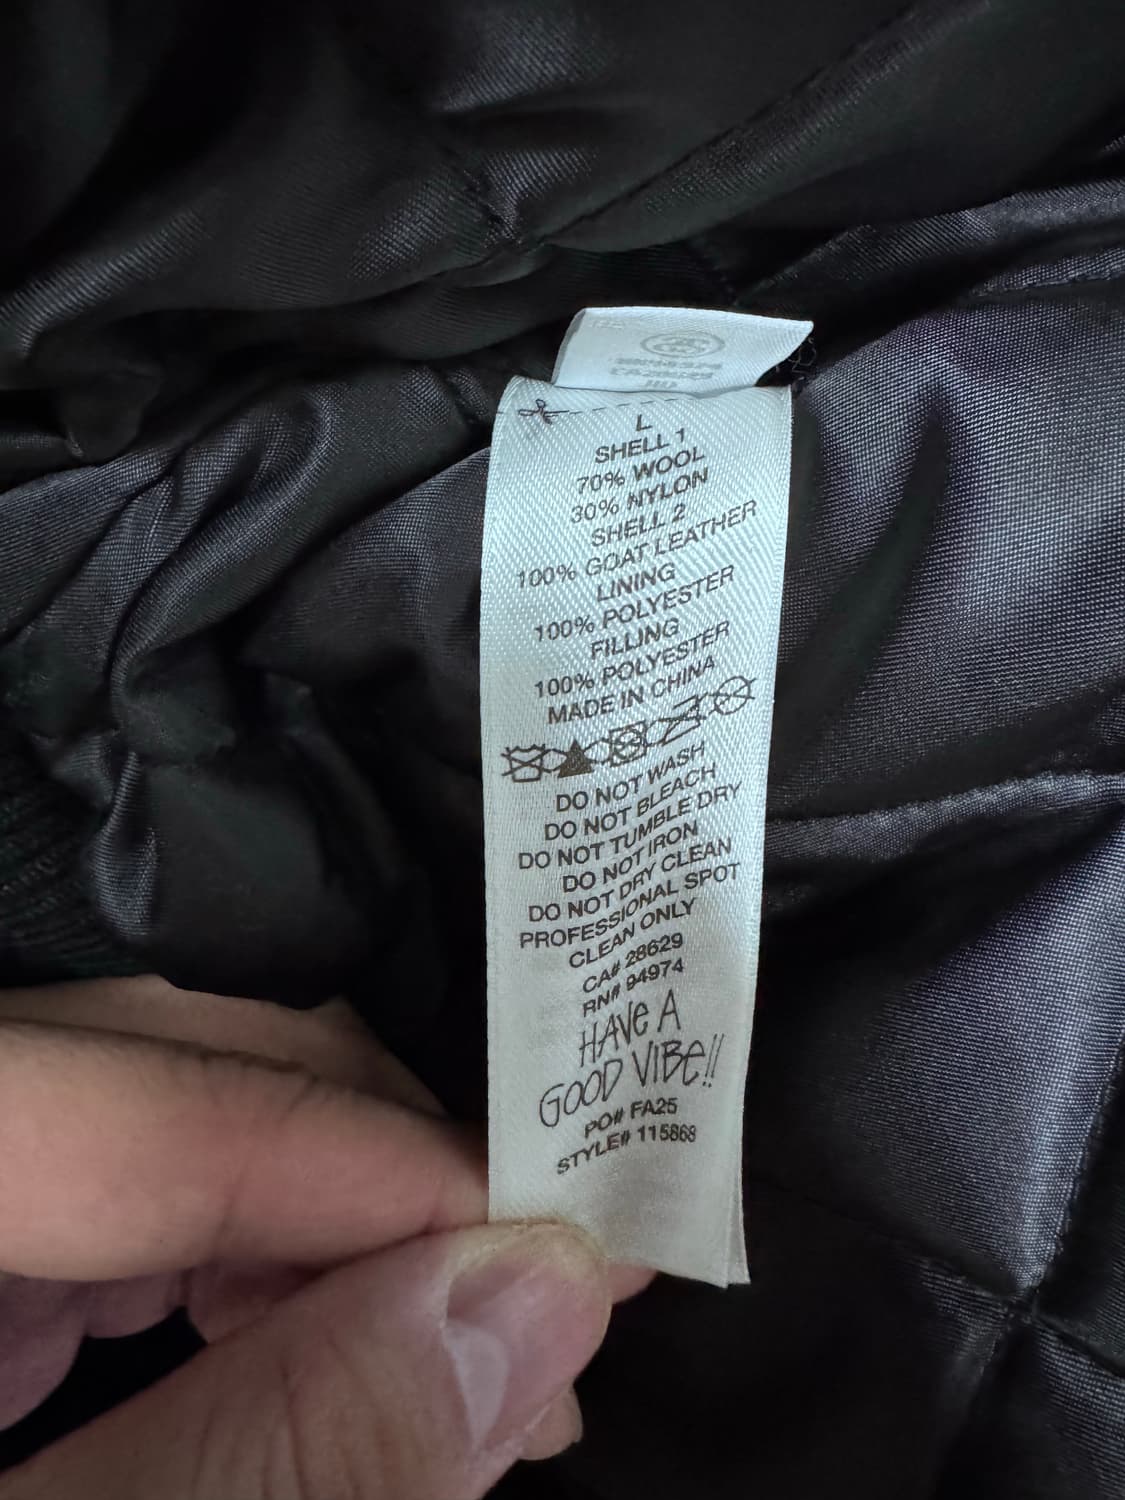 L
SHELL 1
70% WOOL
30% NYLON
SHELL 2
100% GOAT LEATHER
LINING
100% POLYESTER
FILLING
100% POLYESTER
MADE IN CHINA
DO NOT WASH
DO NOT BLEACH
DO NOT TUMBLE DRY
DO NOT IRON
DO NOT DRY CLEAN
PROFESSIONAL SPOT
CLEAN ONLY
CA# 28629
RN# 94974
HAVE A
GOOD VIBE!!
PO# FA25
STYLE# 115868